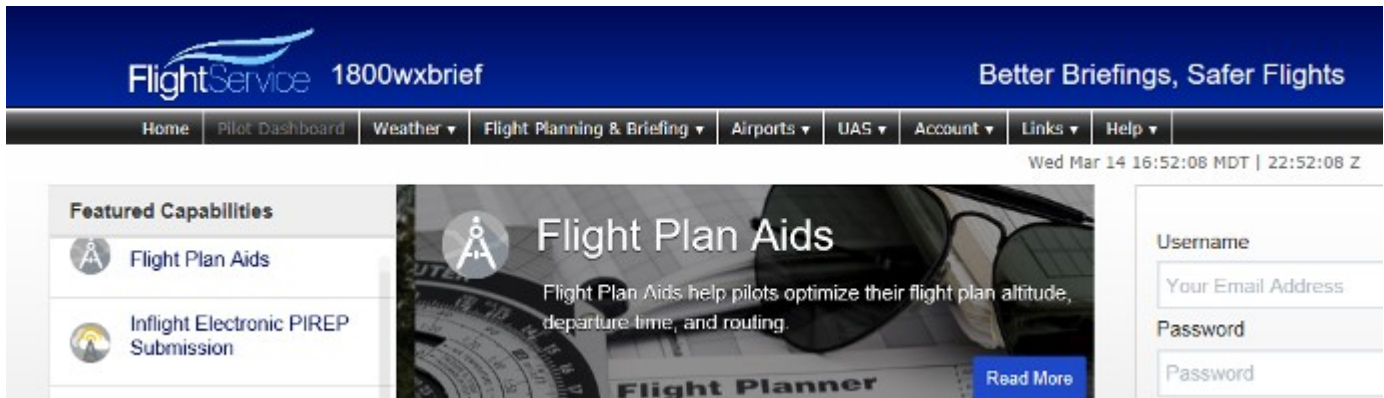 FlightService 1800wxbrief
Better Briefings, Safer Flights
Home Pilot Dashboard Weather ▾ Flight Planning & Briefing ▾ Airports ▾ UAS ▾ Account ▾ Links ▾ Help ▾
Wed Mar 14 16:52:08 MDT | 22:52:08 Z
Featured Capabilities
Flight Plan Aids
Inflight Electronic PIREP
Submission
Flight Plan Aids
Flight Plan Aids help pilots optimize their flight plan altitude,
departure time, and routing.
Flight Planner
Read More
Username
Your Email Address
Password
Password